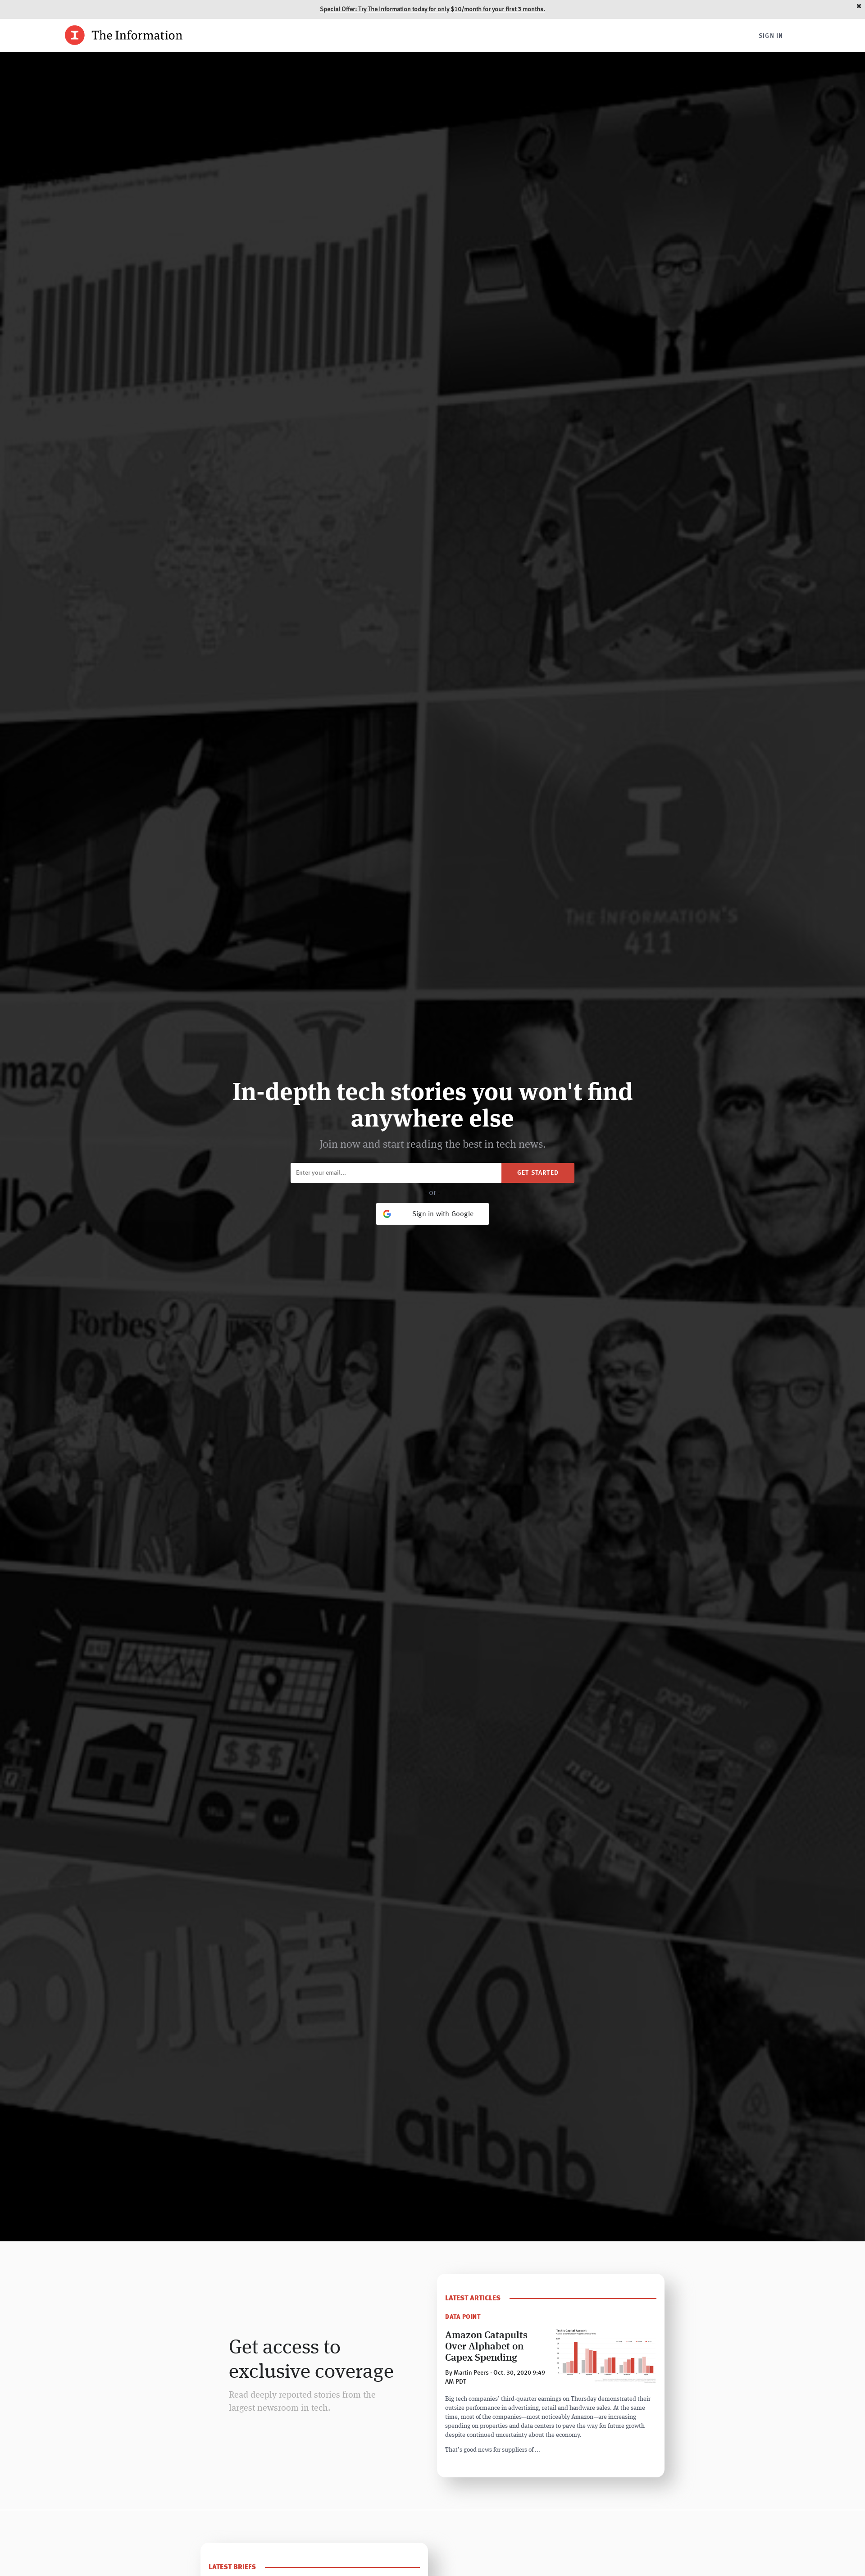 Special Offer: Try The Information today for only $10/month for your first 3 months.
✖
The Information
SIGN IN
THE INFORMATION'S
411
In-depth tech stories you won't find
anywhere else
Join now and start reading the best in tech news.
Enter your email...
GET STARTED
- or -
Sign in with Google
Forbes
goPuff
new
小猪
airbnb
LATEST ARTICLES
DATA POINT
Amazon Catapults
Over Alphabet on
Capex Spending
By Martin Peers · Oct. 30, 2020 9:49
AM PDT
Big tech companies' third-quarter earnings on Thursday demonstrated their
outsize performance in advertising, retail and hardware sales. At the same
time, most of the companies—most noticeably Amazon—are increasing
spending on properties and data centers to pave the way for future growth
despite continued uncertainty about the economy.
That's good news for suppliers of ...
Get access to
exclusive coverage
Read deeply reported stories from the
largest newsroom in tech.
LATEST BRIEFS